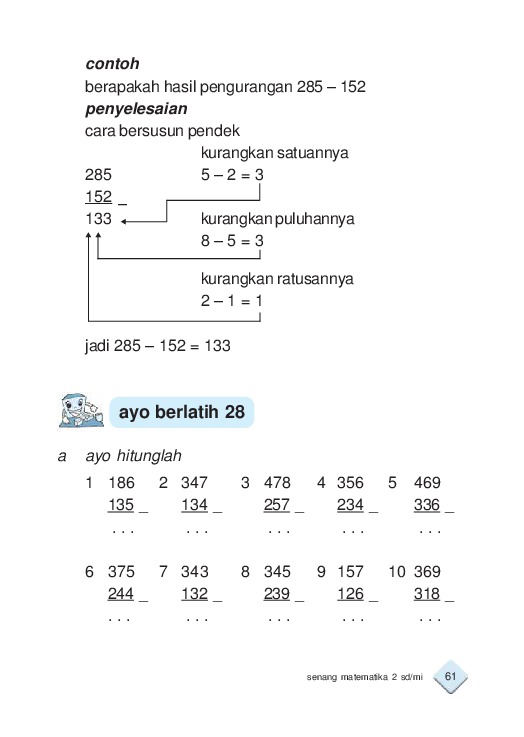 contoh
berapakah hasil pengurangan 285 – 152
penyelesaian
cara bersusun pendek
kurangkan satuannya
285 5 – 2 = 3
152 _
133 kurangkan puluhannya
8 – 5 = 3
kurangkan ratusannya
2 – 1 = 1
jadi 285 – 152 = 133
ayo berlatih 28
a ayo hitunglah
1 186 2 347 3 478 4 356 5 469
135 _ 134 _ 257 _ 234 _ 336 _
. . . . . . . . . . . . . . .
6 375 7 343 8 345 9 157 10 369
244 _ 132 _ 239 _ 126 _ 318 _
. . . . . . . . . . . . . . .
senang matematika 2 sd/mi 61